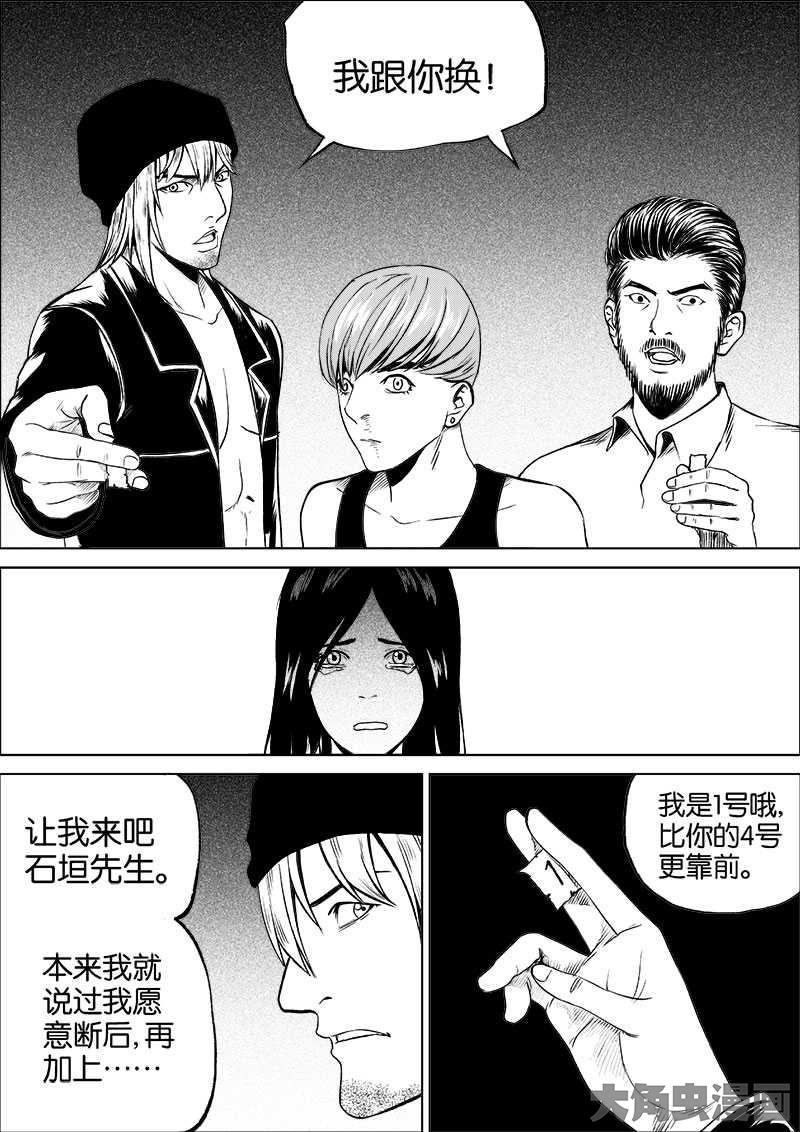 我跟你换！
让我来吧
石垣先生。
本来我就
说过我愿
意断后，再
加上……
我是1号哦，
比你的4号
更靠前。
1
大角虫漫画